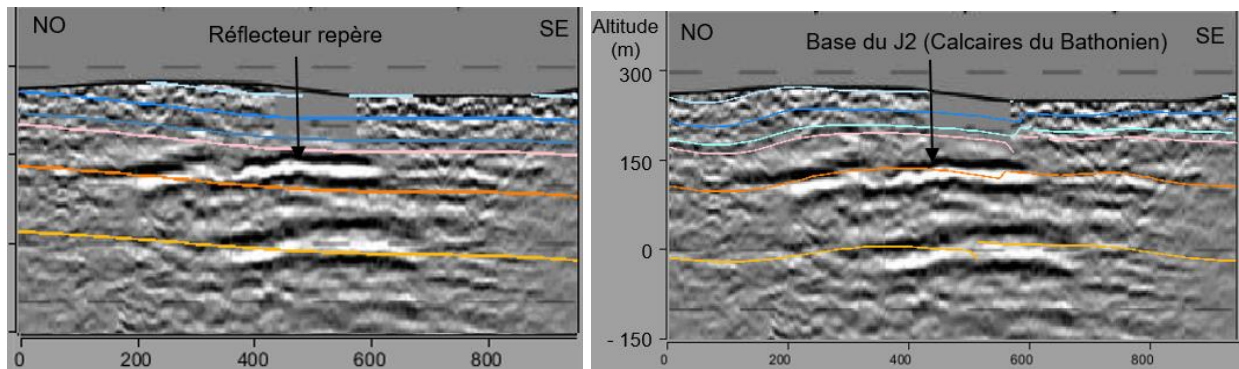 NO
Réflecteur repère
SE
0
200
400
600
800
Altitude
(m)
NO
Base du J2 (Calcaires du Bathonien)
SE
300
150
0
- 150
0
200
400
600
800